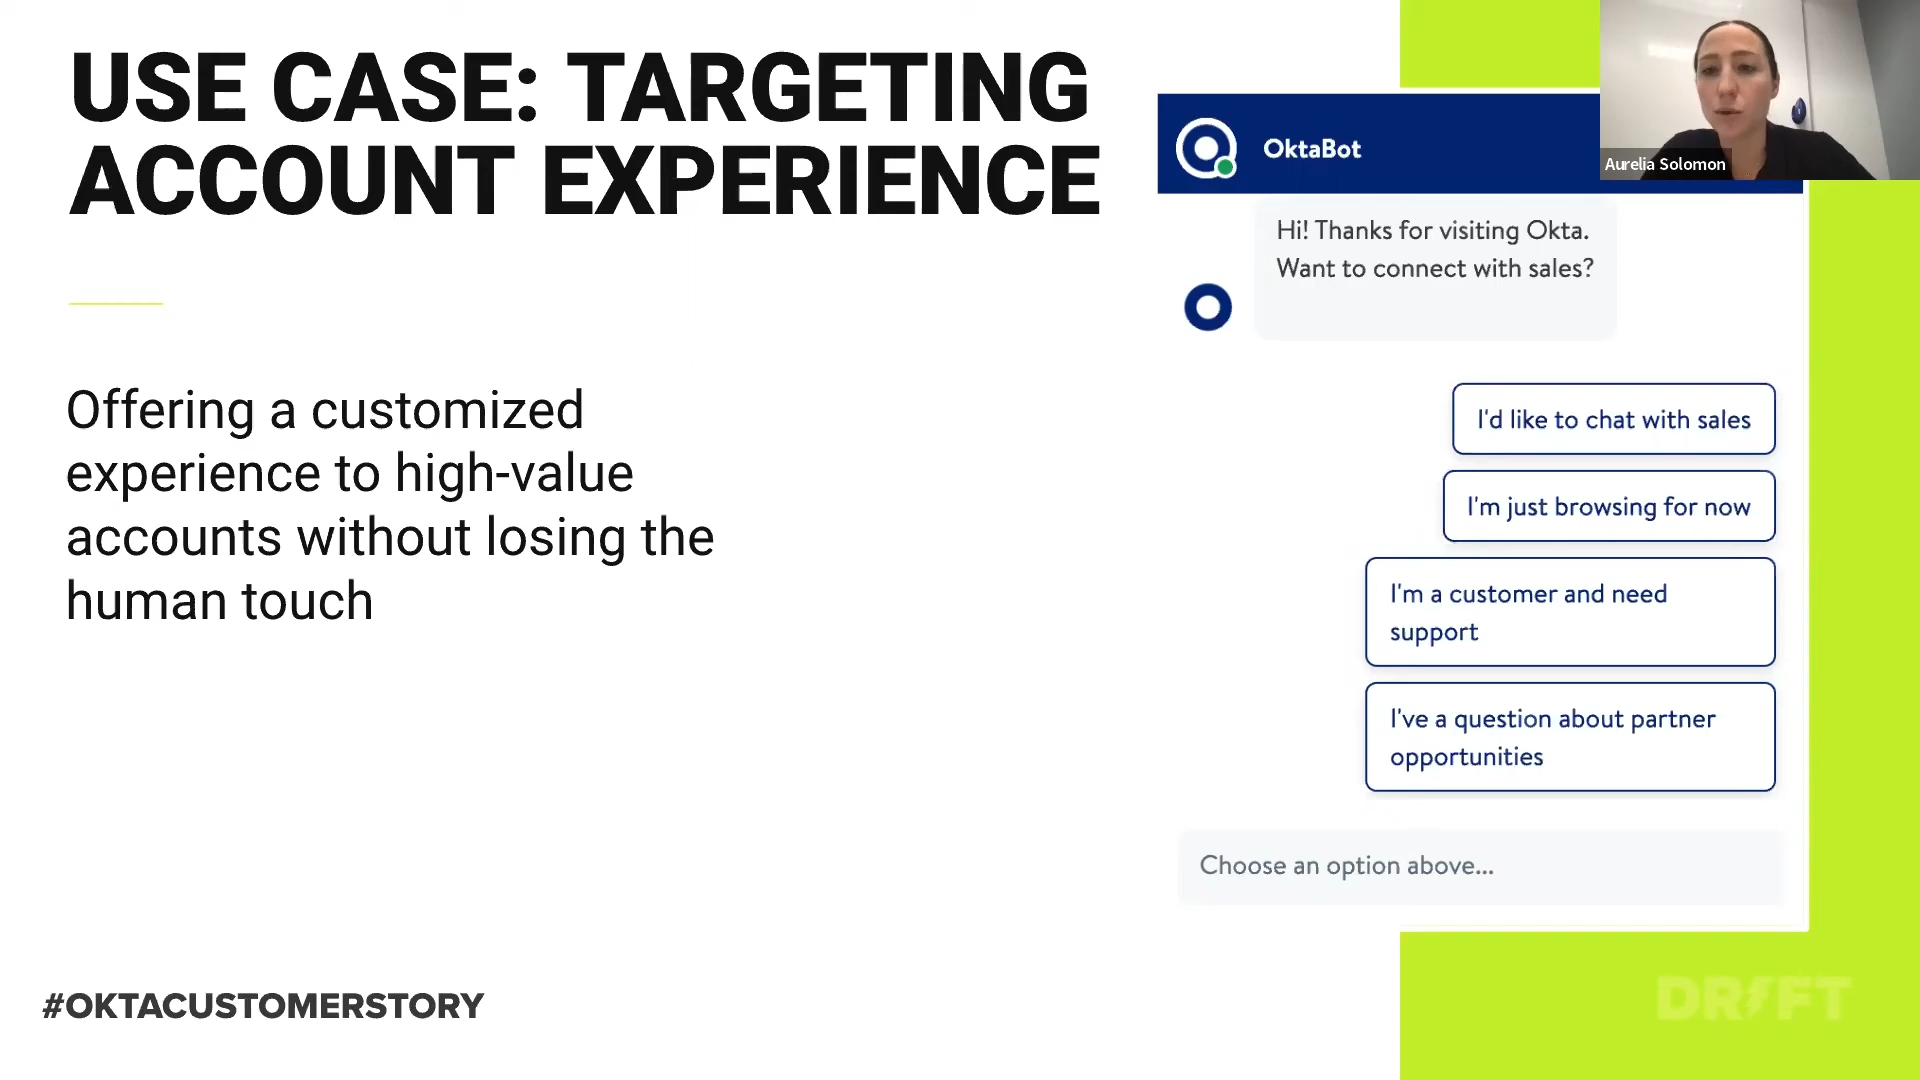 USE CASE: TARGETING
ACCOUNT EXPERIENCE
Offering a customized
experience to high-value
accounts without losing the
human touch
#OKTACUSTOMERSTORY
OktaBot
Hi! Thanks for visiting Okta.
Want to connect with sales?
I'd like to chat with sales
I'm just browsing for now
I'm a customer and need
support
I've a question about partner
opportunities
Choose an option above...
Aurelia Solomon
DRIFT